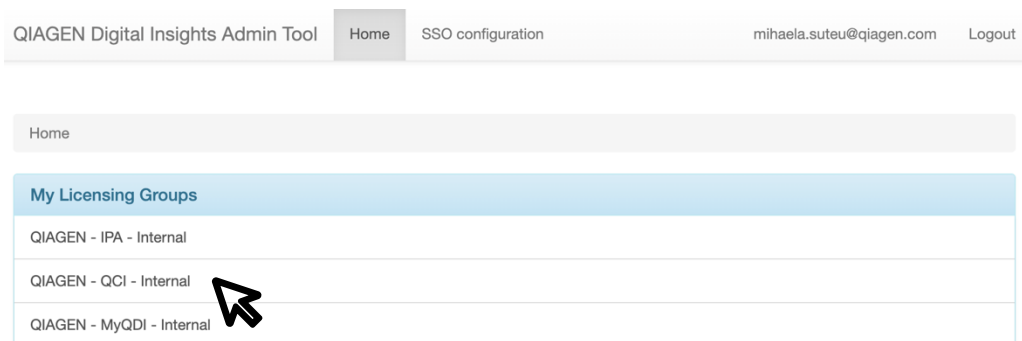 QIAGEN Digital Insights Admin Tool Home SSO configuration mihaela.suteu@qiagen.com Logout
Home
My Licensing Groups
QIAGEN - IPA - Internal
QIAGEN - QCI - Internal
QIAGEN - MyQDI - Internal